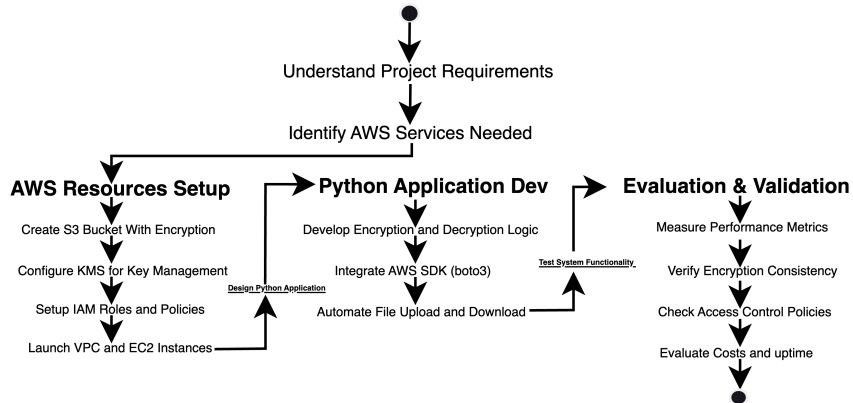 Understand Project Requirements
Identify AWS Services Needed
AWS Resources Setup
Create S3 Bucket With Encryption
Configure KMS for Key Management
Setup IAM Roles and Policies
Launch VPC and EC2 Instances
Design Python Application
Python Application Dev
Develop Encryption and Decryption Logic
Integrate AWS SDK (boto3)
Automate File Upload and Download
Test System Functionality
Evaluation & Validation
Measure Performance Metrics
Verify Encryption Consistency
Check Access Control Policies
Evaluate Costs and uptime